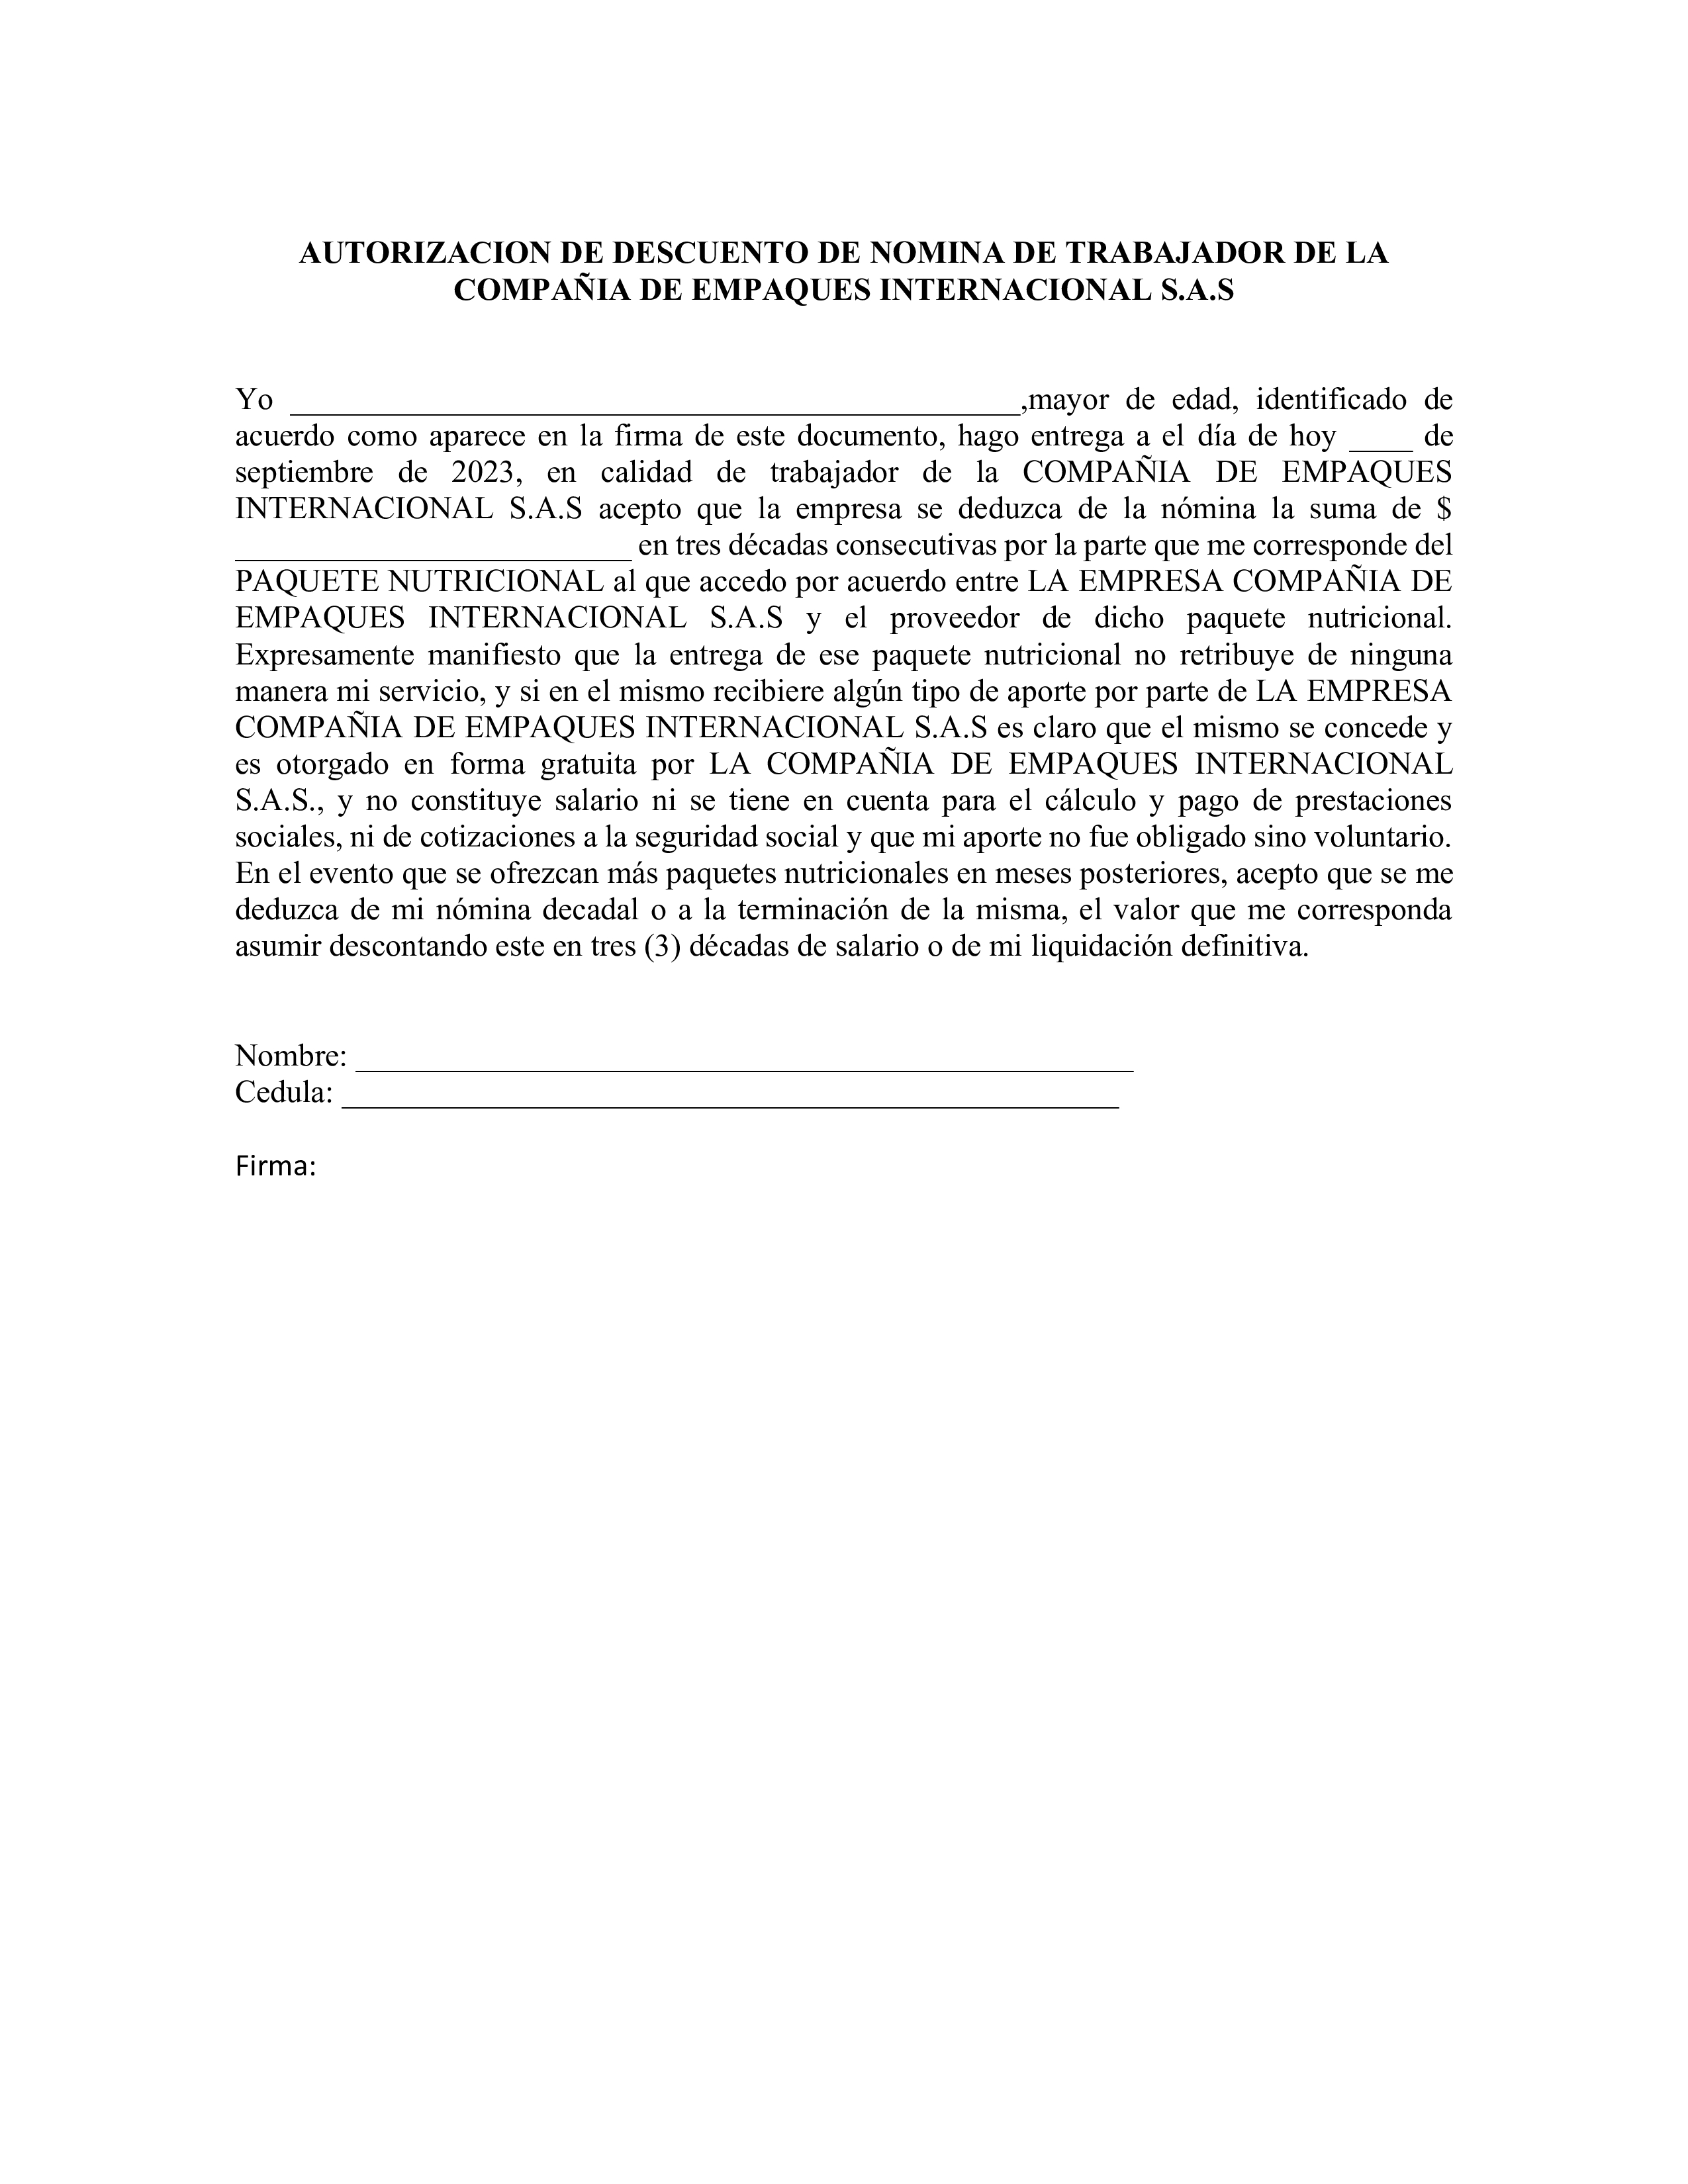 AUTORIZACION DE DESCUENTO DE NOMINA DE TRABAJADOR DE LA
COMPAÑIA DE EMPAQUES INTERNACIONAL S.A.S
Yo ______________________________________________,mayor de edad, identificado de
acuerdo como aparece en la firma de este documento, hago entrega a el día de hoy ____ de
septiembre de 2023, en calidad de trabajador de la COMPAÑIA DE EMPAQUES
INTERNACIONAL S.A.S acepto que la empresa se deduzca de la nómina la suma de $
_________________________ en tres décadas consecutivas por la parte que me corresponde del
PAQUETE NUTRICIONAL al que accedo por acuerdo entre LA EMPRESA COMPAÑIA DE
EMPAQUES INTERNACIONAL S.A.S y el proveedor de dicho paquete nutricional.
Expresamente manifiesto que la entrega de ese paquete nutricional no retribuye de ninguna
manera mi servicio, y si en el mismo recibiere algún tipo de aporte por parte de LA EMPRESA
COMPAÑIA DE EMPAQUES INTERNACIONAL S.A.S es claro que el mismo se concede y
es otorgado en forma gratuita por LA COMPAÑIA DE EMPAQUES INTERNACIONAL
S.A.S., y no constituye salario ni se tiene en cuenta para el cálculo y pago de prestaciones
sociales, ni de cotizaciones a la seguridad social y que mi aporte no fue obligado sino voluntario.
En el evento que se ofrezcan más paquetes nutricionales en meses posteriores, acepto que se me
deduzca de mi nómina decadal o a la terminación de la misma, el valor que me corresponda
asumir descontando este en tres (3) décadas de salario o de mi liquidación definitiva.
Nombre: _________________________________________________
Cedula: _________________________________________________
Firma: